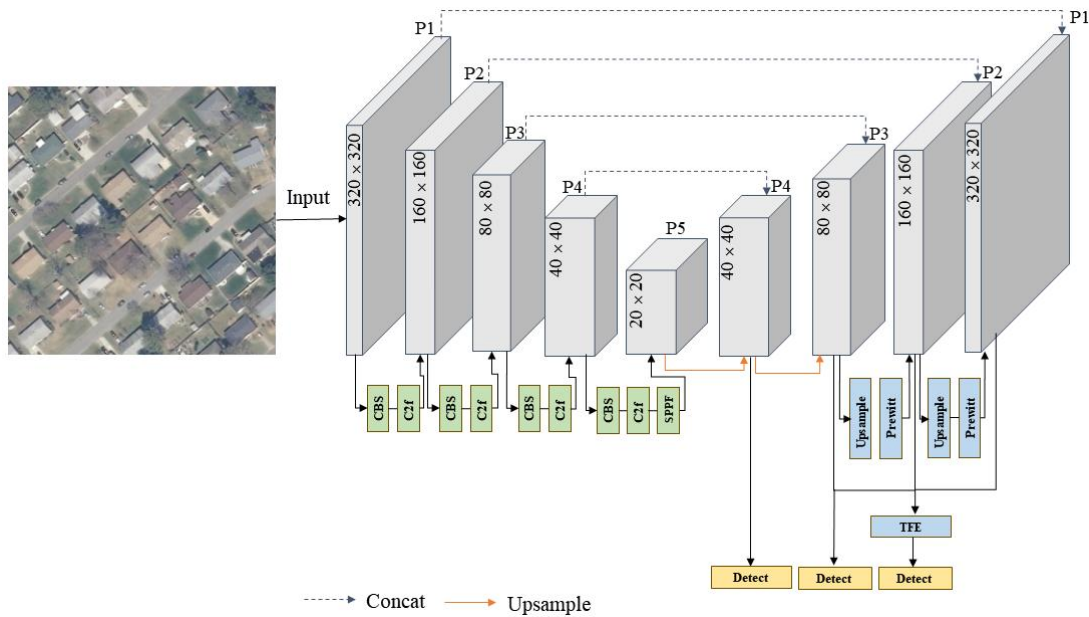 P1
P1
P2
P2
P3
P3
P4
P4
P5
Input
320 × 320
160 × 160
80 × 80
40 × 40
20 × 20
40 × 40
80 × 80
160 × 160
320 × 320
CBS
C2f
CBS
C2f
CBS
C2f
CBS
C2f
SPPF
Upsample
Prewitt
Upsample
Prewitt
TFE
Detect
Detect
Detect
Concat
Upsample